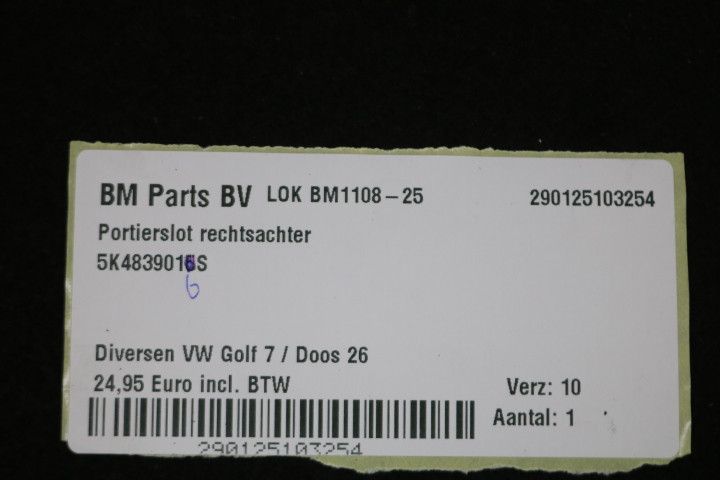 BM Parts BV LOK BM1108-25 290125103254
Portierslot rechtsachter
5K4839016S
6
Diversen VW Golf 7 / Doos 26
24,95 Euro incl. BTW Verz: 10
Aantal: 1
290125103254